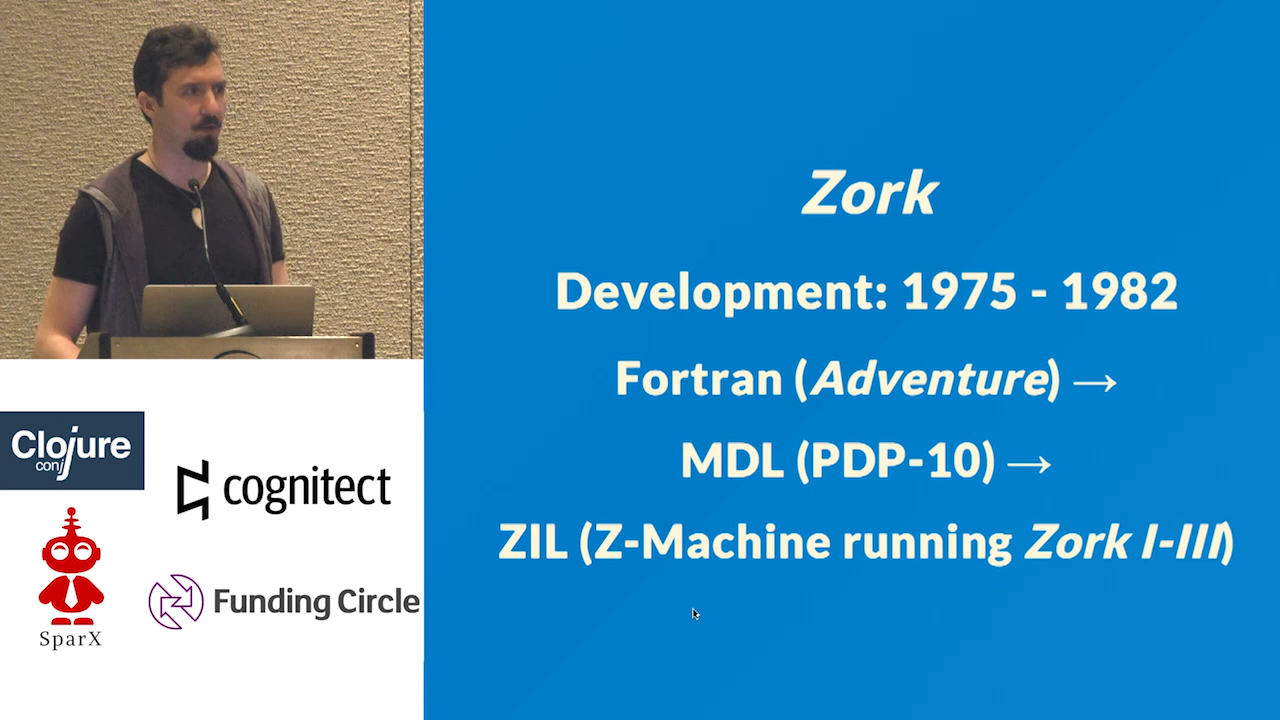 Zork
Development: 1975 - 1982
Fortran (Adventure) →
MDL (PDP-10) →
ZIL (Z-Machine running Zork I-III)
Clojure
conj
cognitect
SparX
Funding Circle